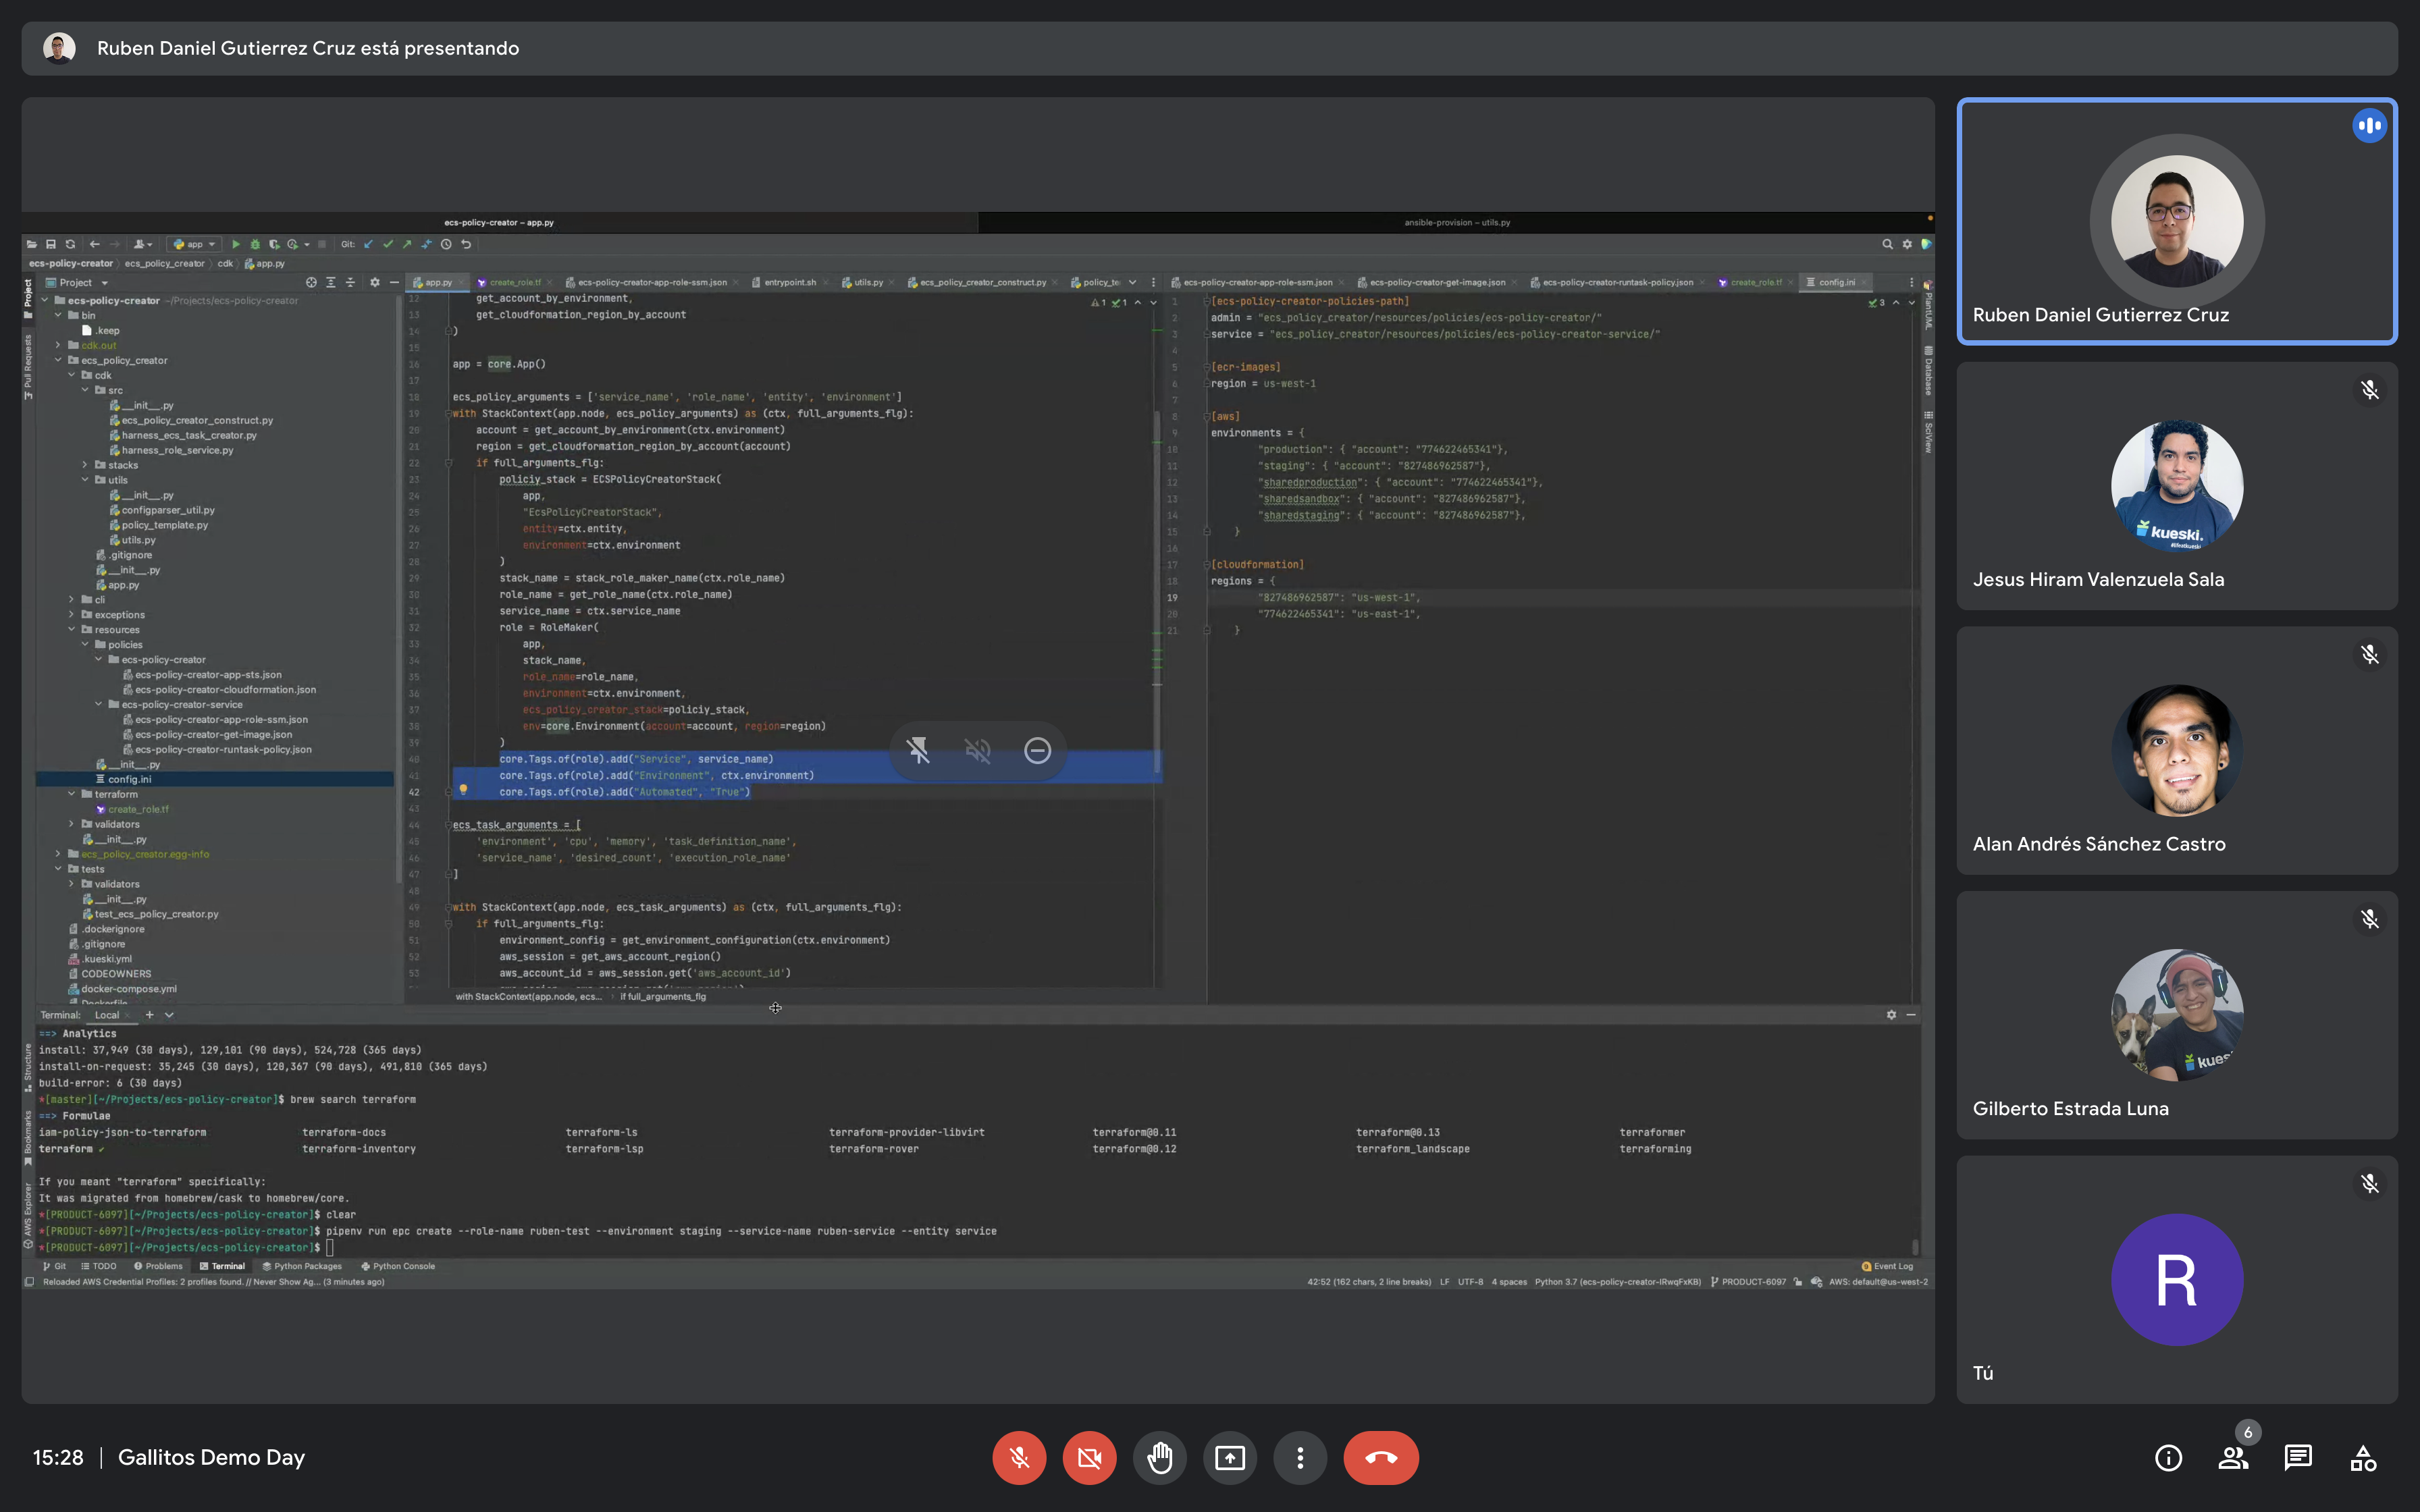 Ruben Daniel Gutierrez Cruz está presentando
ecs-policy-creator – app.py
ansible-provision – utils.py
app
Git:
ecs-policy-creator
ecs_policy_creator
cdk
app.py
Project
app.py
create_role.tf
ecs-policy-creator-app-role-ssm.json
entrypoint.sh
utils.py
ecs_policy_creator_construct.py
policy_te
ecs-policy-creator-app-role-ssm.json
ecs-policy-creator-get-image.json
ecs-policy-creator-runtask-policy.json
create_role.tf
config.ini
Project
Pull Requests
Structure
Bookmarks
AWS Explorer
ecs-policy-creator ~/Projects/ecs-policy-creator
bin
.keep
cdk.out
ecs_policy_creator
cdk
src
__init__.py
ecs_policy_creator_construct.py
harness_ecs_task_creator.py
harness_role_service.py
stacks
utils
__init__.py
configparser_util.py
policy_template.py
utils.py
.gitignore
__init__.py
app.py
cli
exceptions
resources
policies
ecs-policy-creator
ecs-policy-creator-app-sts.json
ecs-policy-creator-cloudformation.json
ecs-policy-creator-service
ecs-policy-creator-app-role-ssm.json
ecs-policy-creator-get-image.json
ecs-policy-creator-runtask-policy.json
__init__.py
config.ini
terraform
create_role.tf
validators
__init__.py
ecs_policy_creator.egg-info
tests
validators
__init__.py
test_ecs_policy_creator.py
.dockerignore
.gitignore
.kueski.yml
CODEOWNERS
docker-compose.yml
Dockerfile
1 1
12 get_account_by_environment,
13 get_cloudformation_region_by_account
14 )
15
16 app = core.App()
17
18 ecs_policy_arguments = ['service_name', 'role_name', 'entity', 'environment']
19 with StackContext(app.node, ecs_policy_arguments) as (ctx, full_arguments_flg):
20 account = get_account_by_environment(ctx.environment)
21 region = get_cloudformation_region_by_account(account)
22 if full_arguments_flg:
23 policiy_stack = ECSPolicyCreatorStack(
24 app,
25 "EcsPolicyCreatorStack",
26 entity=ctx.entity,
27 environment=ctx.environment
28 )
29 stack_name = stack_role_maker_name(ctx.role_name)
30 role_name = get_role_name(ctx.role_name)
31 service_name = ctx.service_name
32 role = RoleMaker(
33 app,
34 stack_name,
35 role_name=role_name,
36 environment=ctx.environment,
37 ecs_policy_creator_stack=policiy_stack,
38 env=core.Environment(account=account, region=region)
39 )
40 core.Tags.of(role).add("Service", service_name)
41 core.Tags.of(role).add("Environment", ctx.environment)
42 core.Tags.of(role).add("Automated", "True")
43
44 ecs_task_arguments = [
45 'environment', 'cpu', 'memory', 'task_definition_name',
46 'service_name', 'desired_count', 'execution_role_name'
47 ]
48
49 with StackContext(app.node, ecs_task_arguments) as (ctx, full_arguments_flg):
50 if full_arguments_flg:
51 environment_config = get_environment_configuration(ctx.environment)
52 aws_session = get_aws_account_region()
53 aws_account_id = aws_session.get('aws_account_id')
with StackContext(app.node, ecs... if full_arguments_flg
3
1 [ecs-policy-creator-policies-path]
2 admin = "ecs_policy_creator/resources/policies/ecs-policy-creator/"
3 service = "ecs_policy_creator/resources/policies/ecs-policy-creator-service/"
4
5 [ecr-images]
6 region = us-west-1
7
8 [aws]
9 environments = {
10 "production": { "account": "774622465341"},
11 "staging": { "account": "827486962587"},
12 "sharedproduction": { "account": "774622465341"},
13 "sharedsandbox": { "account": "827486962587"},
14 "sharedstaging": { "account": "827486962587"},
15 }
16
17 [cloudformation]
18 regions = {
19 "827486962587": "us-west-1",
20 "774622465341": "us-east-1",
21 }
PlantUML
Database
SciView
Terminal: Local
==> Analytics
install: 37,949 (30 days), 129,101 (90 days), 524,728 (365 days)
install-on-request: 35,245 (30 days), 120,367 (90 days), 491,810 (365 days)
build-error: 6 (30 days)
*[master][~/Projects/ecs-policy-creator]$ brew search terraform
==> Formulae
iam-policy-json-to-terraform terraform-docs terraform-ls terraform-provider-libvirt terraform@0.11 terraform@0.13 terraformer
terraform ✓ terraform-inventory terraform-lsp terraform-rover terraform@0.12 terraform_landscape terraforming
If you meant "terraform" specifically:
It was migrated from homebrew/cask to homebrew/core.
*[PRODUCT-6097][~/Projects/ecs-policy-creator]$ clear
*[PRODUCT-6097][~/Projects/ecs-policy-creator]$ pipenv run epc create --role-name ruben-test --environment staging --service-name ruben-service --entity service
*[PRODUCT-6097][~/Projects/ecs-policy-creator]$
Git TODO Problems Terminal Python Packages Python Console
Event Log
Reloaded AWS Credential Profiles: 2 profiles found. // Never Show Ag... (3 minutes ago)
42:52 (162 chars, 2 line breaks) LF UTF-8 4 spaces Python 3.7 (ecs-policy-creator-lRwqFxKB) PRODUCT-6097 AWS: default@us-west-2
Ruben Daniel Gutierrez Cruz
kueski.
Jesus Hiram Valenzuela Sala
Alan Andrés Sánchez Castro
kues
Gilberto Estrada Luna
R
Tú
15:28 | Gallitos Demo Day
6